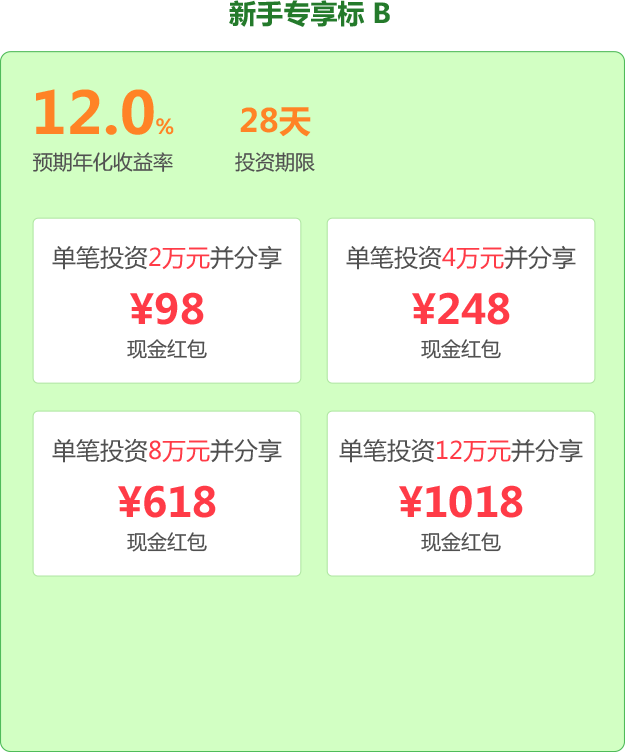 新手专享标 B
12.0%
28天
预期年化收益率
投资期限
单笔投资2万元并分享
¥98
现金红包
单笔投资4万元并分享
¥248
现金红包
单笔投资8万元并分享
¥618
现金红包
单笔投资12万元并分享
¥1018
现金红包